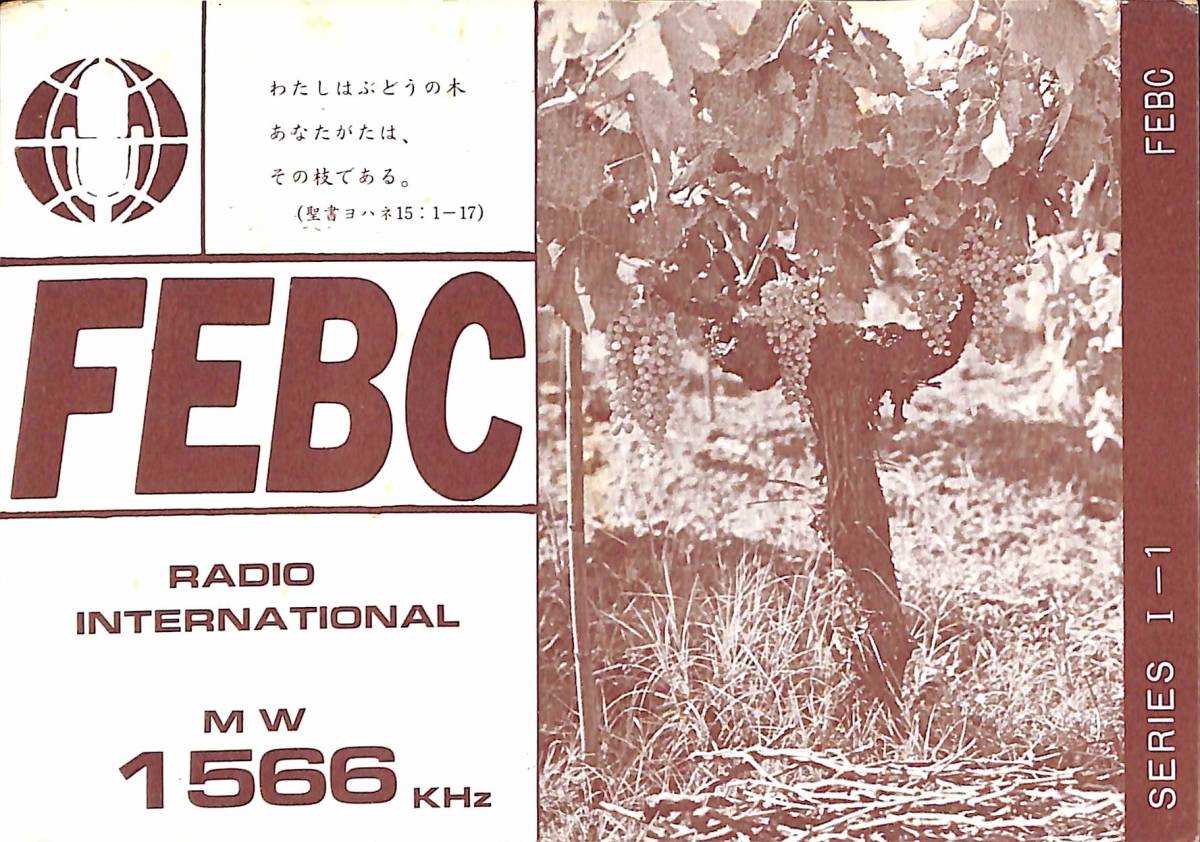 わたしはぶどうの木
あなたがたは、
その枝である。
(聖書ヨハネ15：1－17)
FEBC
RADIO
INTERNATIONAL
MW
1566 KHz
FEBC
SERIES I－1